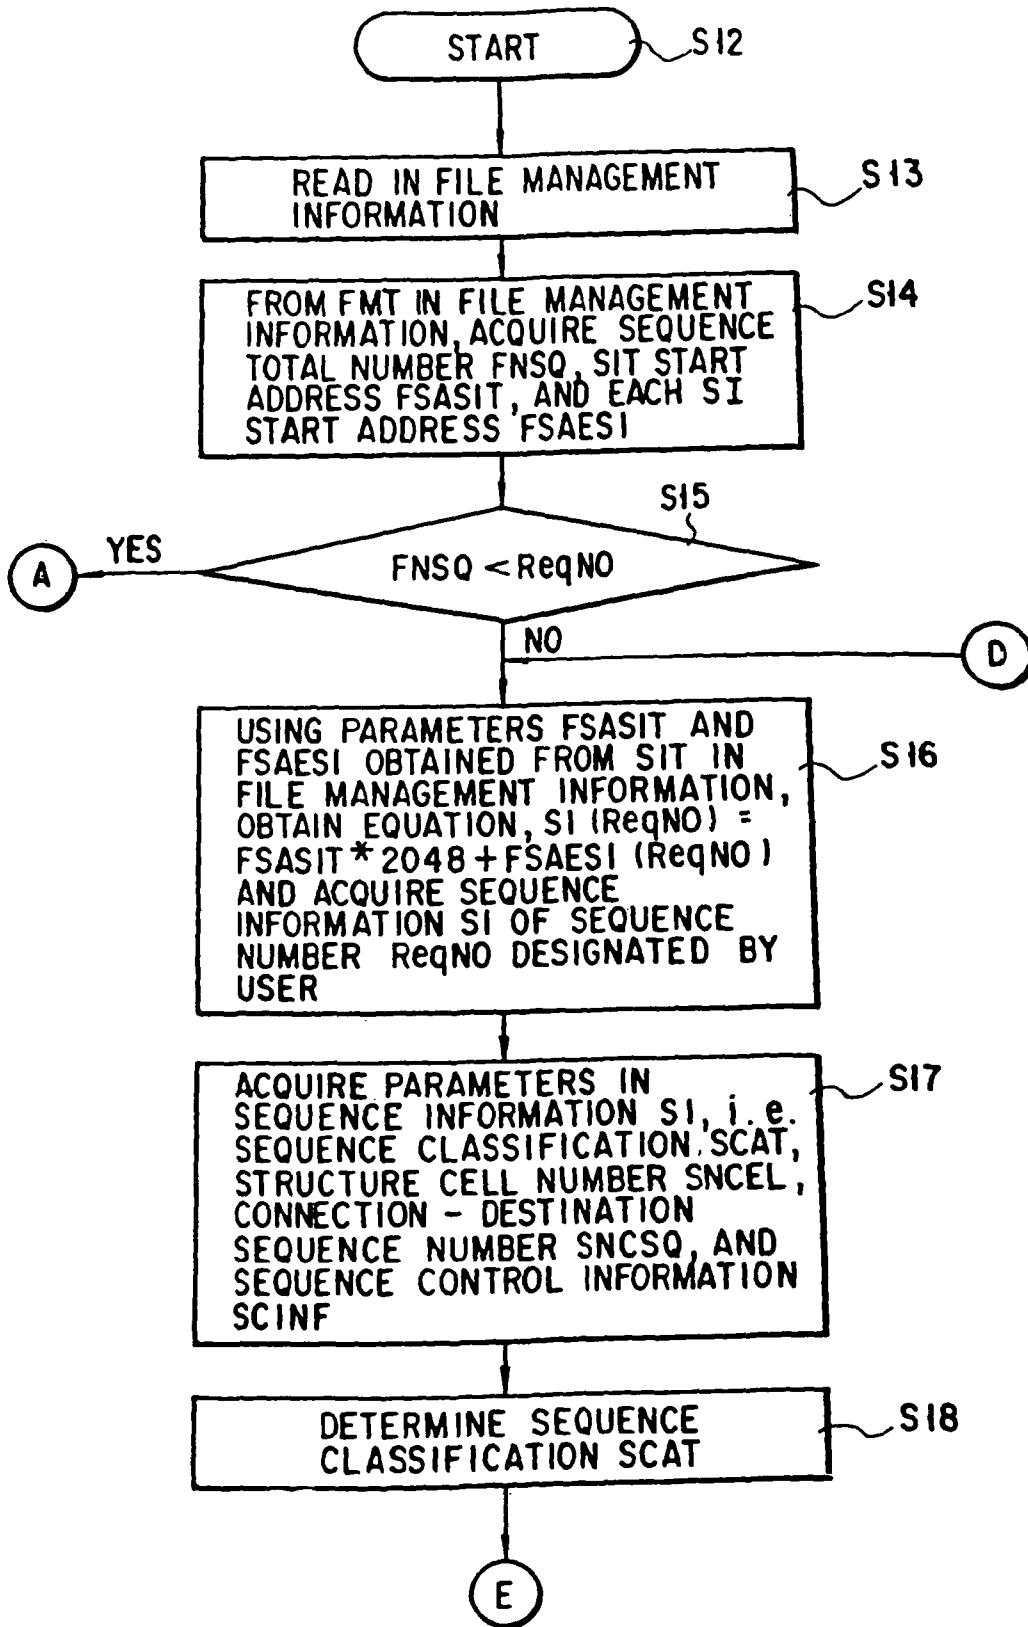 START
S12
READ IN FILE MANAGEMENT
INFORMATION
S13
FROM FMT IN FILE MANAGEMENT
INFORMATION, ACQUIRE SEQUENCE
TOTAL NUMBER FNSQ, SIT START
ADDRESS FSASIT, AND EACH SI
START ADDRESS FSAESI
S14
S15
FNSQ < ReqNO
YES
A
NO
D
USING PARAMETERS FSASIT AND
FSAESI OBTAINED FROM SIT IN
FILE MANAGEMENT INFORMATION,
OBTAIN EQUATION, SI (ReqNO) =
FSASIT * 2048 + FSAESI (ReqNO)
AND ACQUIRE SEQUENCE
INFORMATION SI OF SEQUENCE
NUMBER ReqNO DESIGNATED BY
USER
S16
ACQUIRE PARAMETERS IN
SEQUENCE INFORMATION SI, i.e.
SEQUENCE CLASSIFICATION SCAT,
STRUCTURE CELL NUMBER SNCEL,
CONNECTION - DESTINATION
SEQUENCE NUMBER SNCSQ, AND
SEQUENCE CONTROL INFORMATION
SCINF
S17
DETERMINE SEQUENCE
CLASSIFICATION SCAT
S18
E